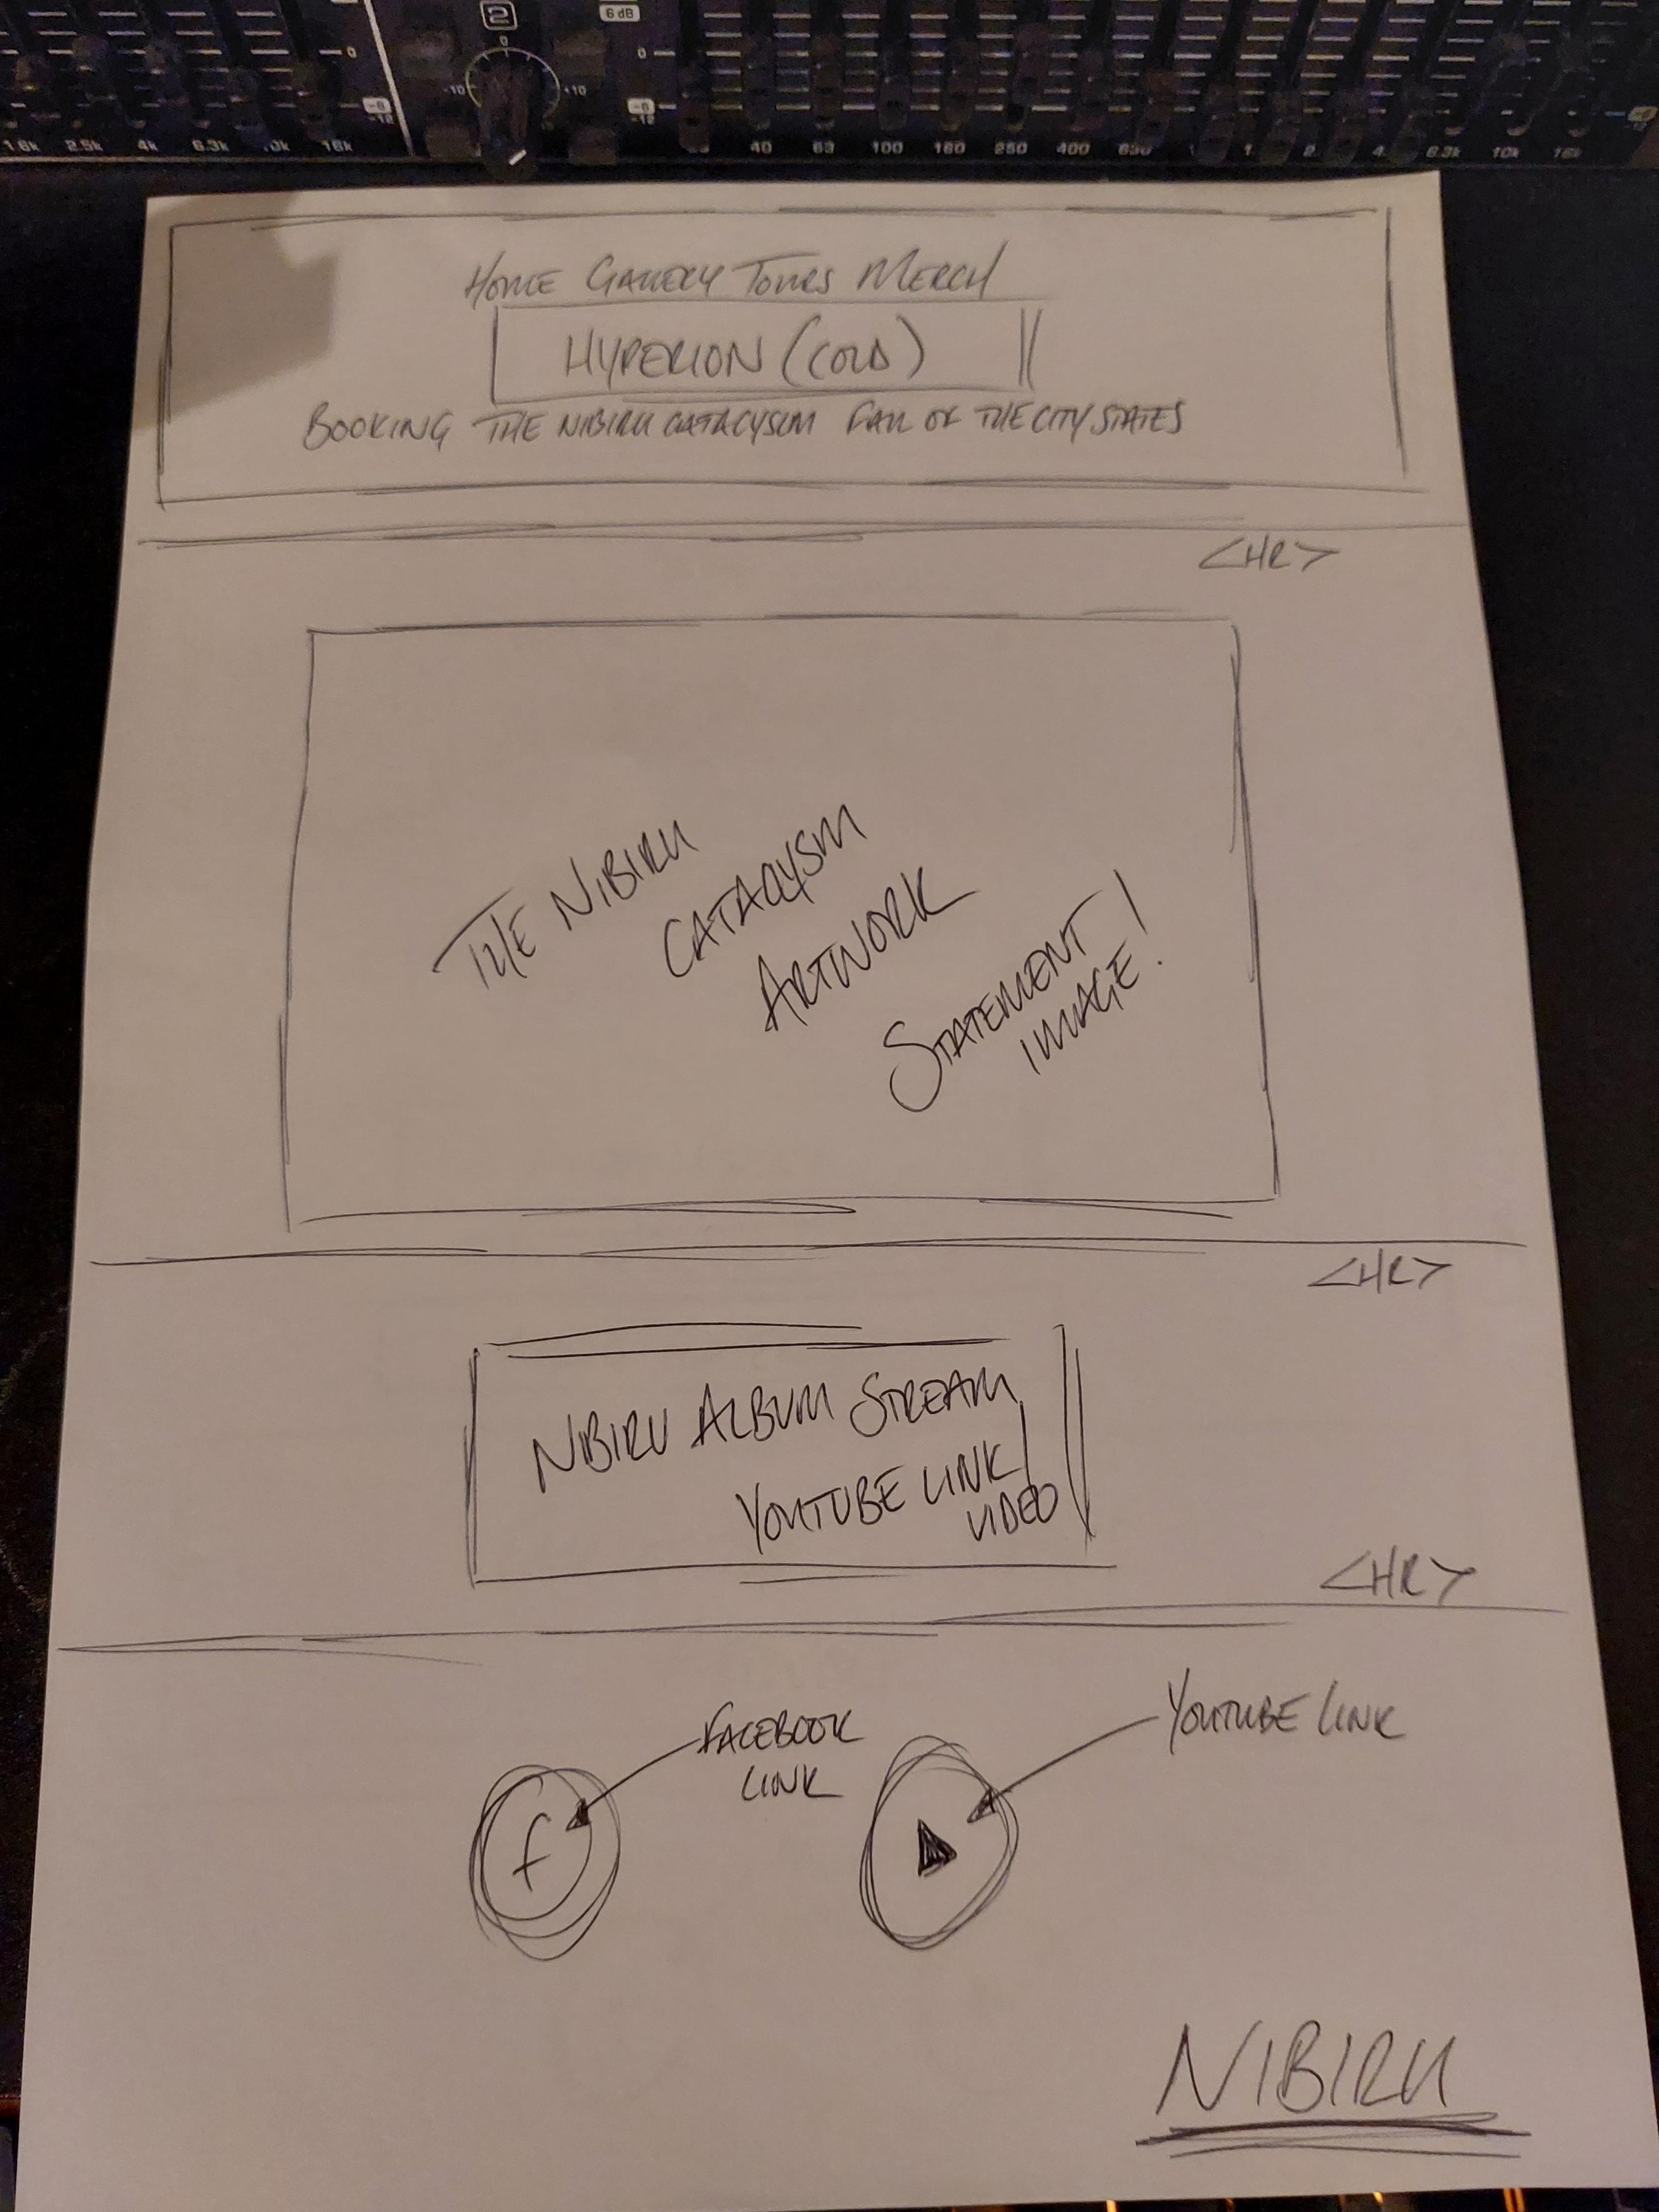 2
6 dB
0
0
0
-10
+10
-6
-12
-6
-12
1.6k 2.5k 4k 6.3k 10k 16k
40 63 100 160 250 400 630
6.3k 10k 16k
HOME GALLERY TOURS MERCH
HYPERION (COLD)
BOOKING THE NIBIRU CATACLYSM FALL OF THE CITY STATES
<HR>
THE NIBIRU
CATACLYSM
ARTWORK
STATEMENT
IMAGE!
<HR>
NIBIRU ALBUM STREAM
YOUTUBE LINK/
VIDEO
<HR>
FACEBOOK
LINK
YOUTUBE LINK
f
NIBIRU